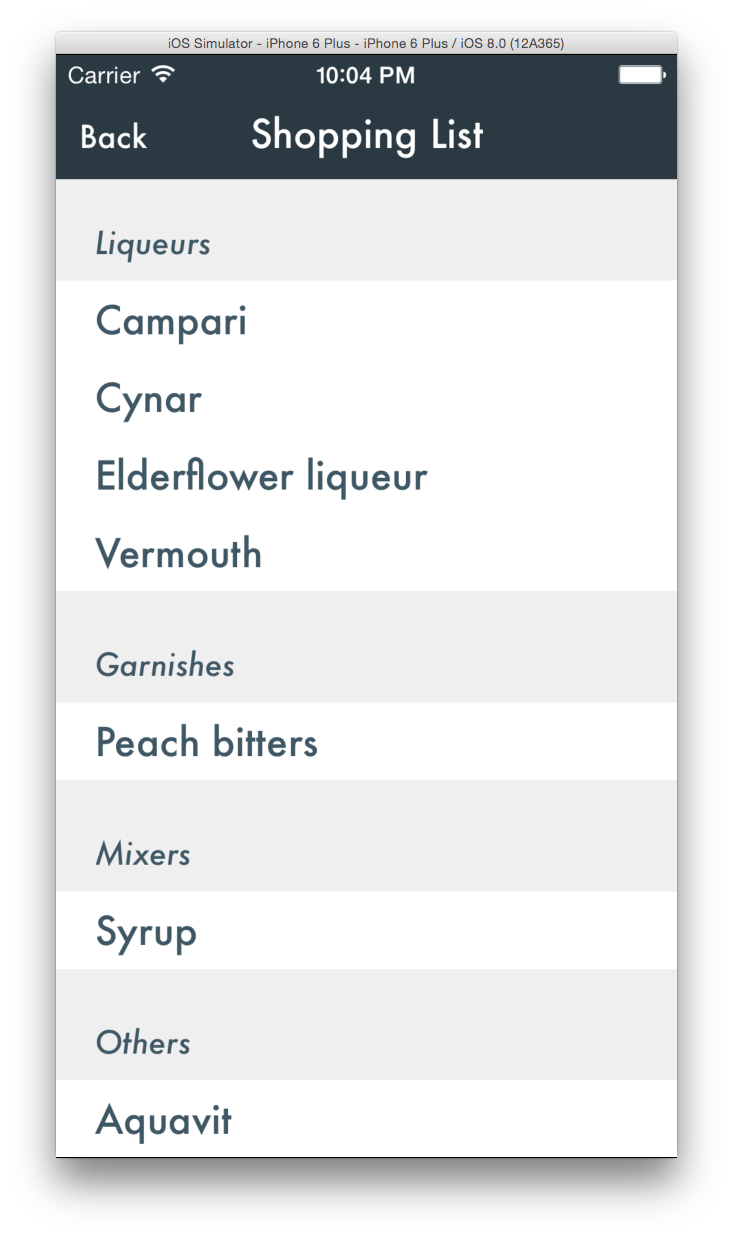 iOS Simulator - iPhone 6 Plus - iPhone 6 Plus / iOS 8.0 (12A365)
Carrier 10:04 PM
Back Shopping List
Liqueurs
Campari
Cynar
Elderflower liqueur
Vermouth
Garnishes
Peach bitters
Mixers
Syrup
Others
Aquavit